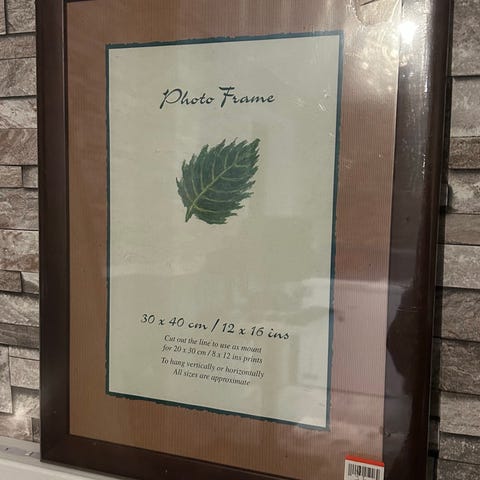 Photo Frame
30 x 40 cm / 12 x 16 ins
Cut out the line to use as mount
for 20 x 30 cm / 8 x 12 ins prints
To hang vertically or horizontally
All sizes are approximate